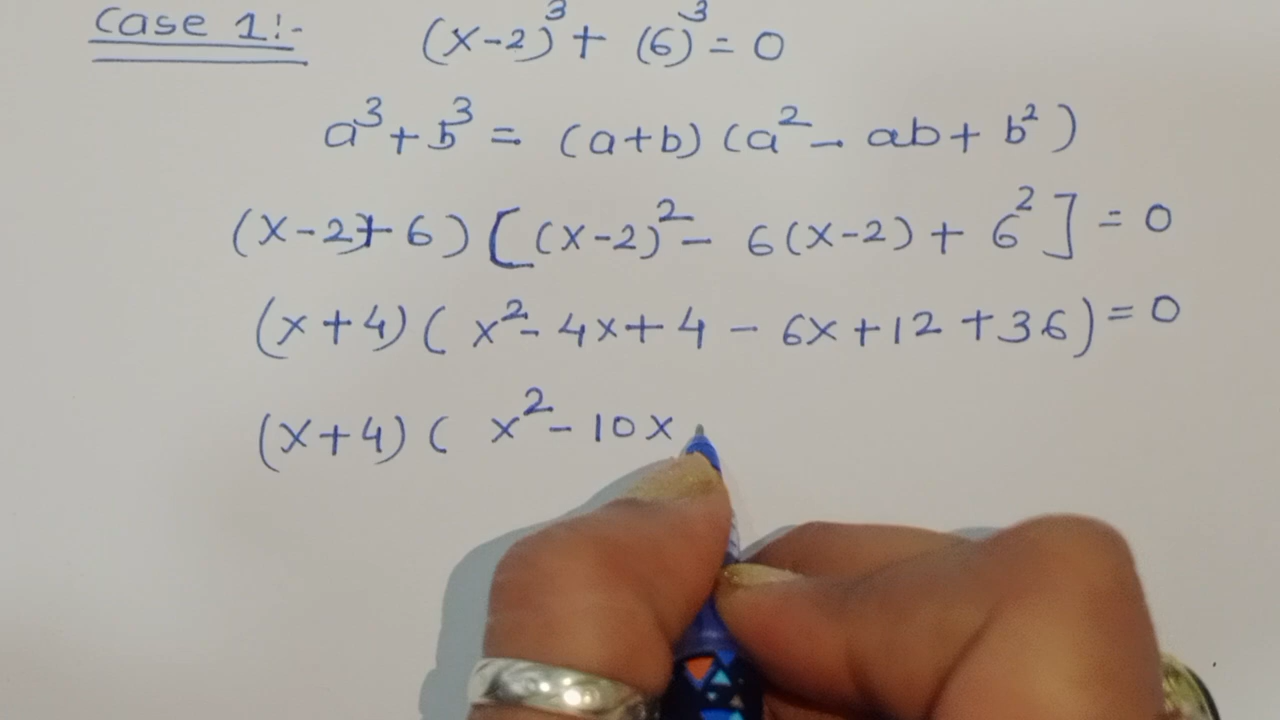 Case 1:-
(x-2)³ + (6)³ = 0
a³ + b³ = (a+b) (a² - ab + b²)
(x-2+6) [(x-2)² - 6(x-2) + 6²] = 0
(x+4) ( x² - 4x + 4 - 6x + 12 + 36) = 0
(x+4) ( x² - 10x